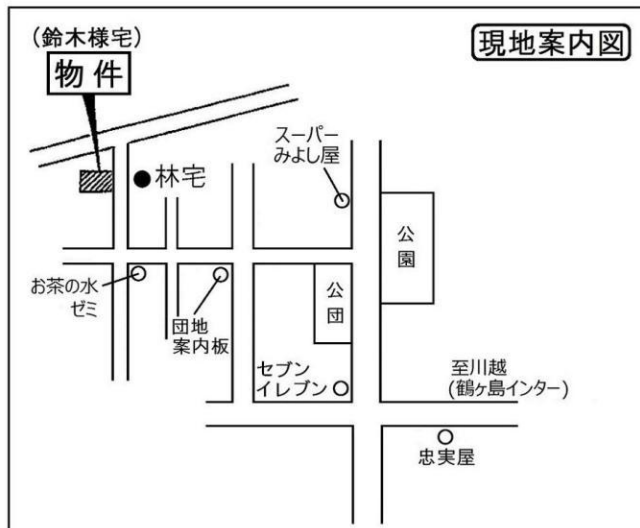 現地案内図
(鈴木様宅)
物件
スーパー
みよし屋
林宅
公
園
お茶の水
ゼミ
団地
案内板
公
団
セブン
イレブン
至川越
(鶴ヶ島インター)
忠実屋